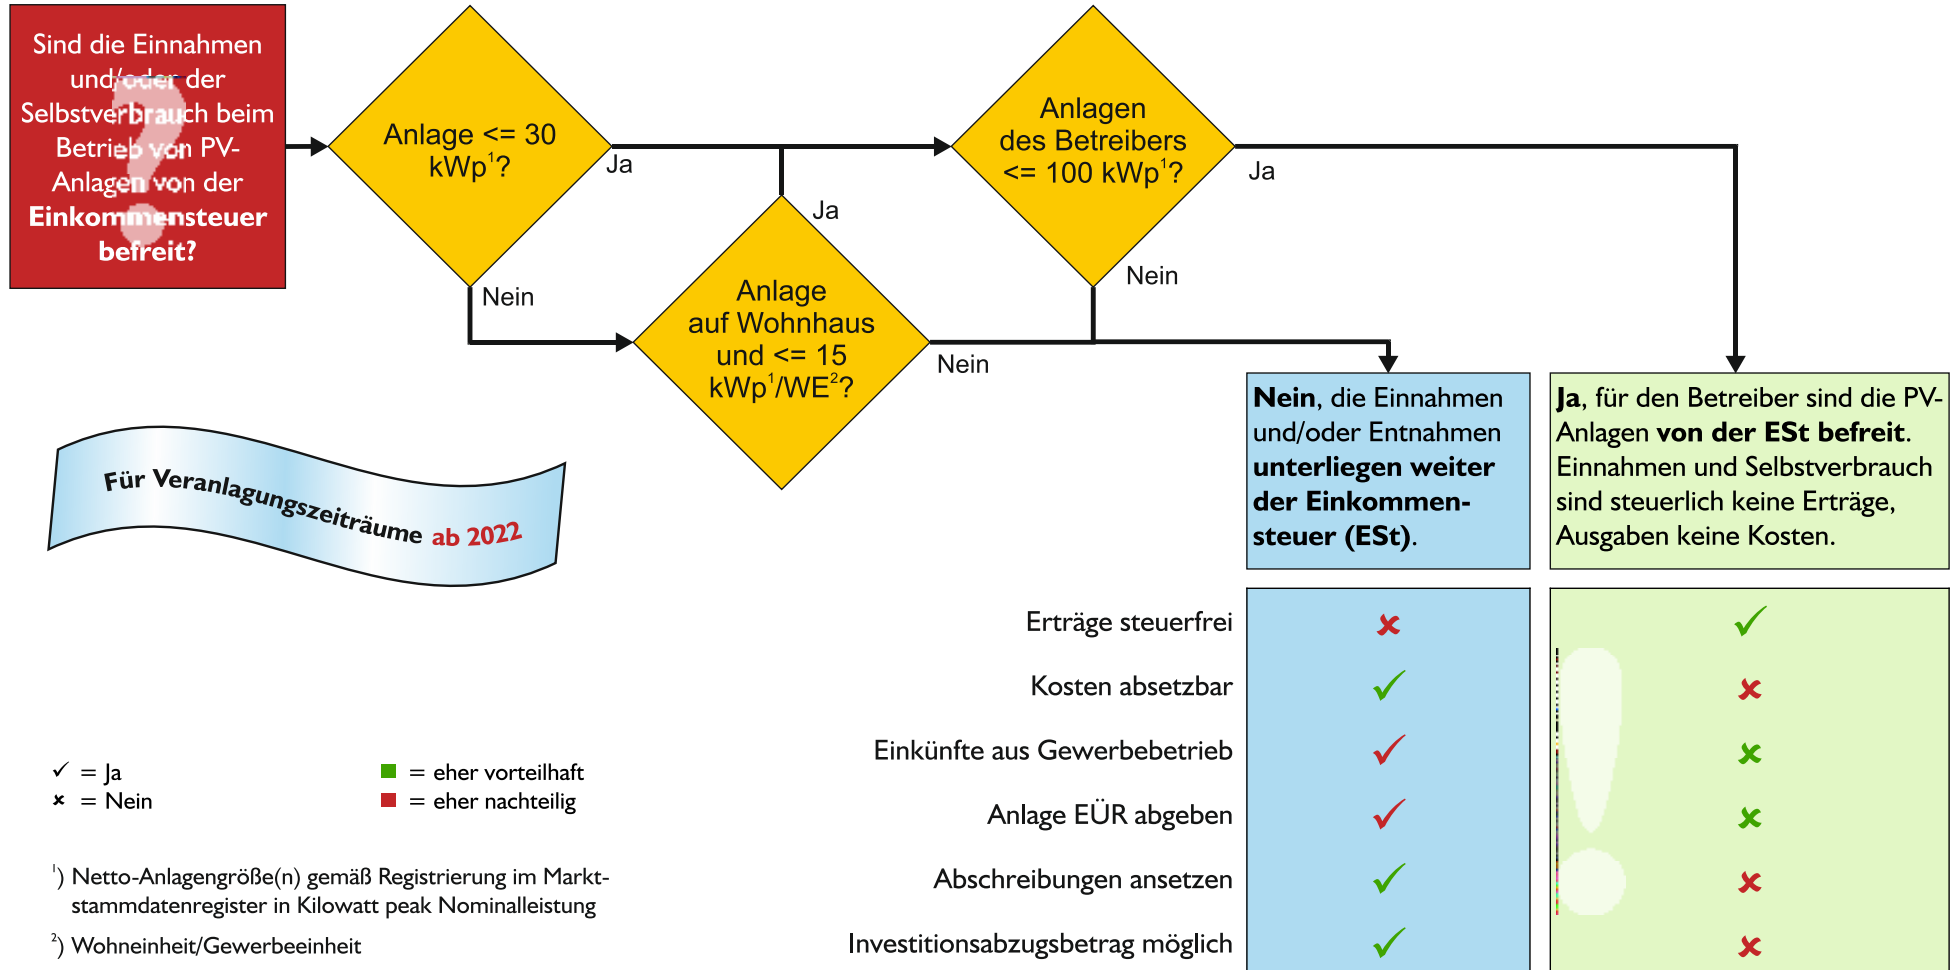 Sind die Einnahmen
und/oder der
Selbstverbrauch beim
Betrieb von PV-
Anlagen von der
Einkommensteuer
befreit?
Anlage <= 30
kWp¹?
Ja
Nein
Anlage
auf Wohnhaus
und <= 15
kWp¹/WE²?
Ja
Nein
Anlagen
des Betreibers
<= 100 kWp¹?
Ja
Nein
Für Veranlagungszeiträume ab 2022
Nein, die Einnahmen
und/oder Entnahmen
unterliegen weiter
der Einkommen-
steuer (ESt).
Ja, für den Betreiber sind die PV-
Anlagen von der ESt befreit.
Einnahmen und Selbstverbrauch
sind steuerlich keine Erträge,
Ausgaben keine Kosten.
Erträge steuerfrei ✘ ✓
Kosten absetzbar ✓ ✘
Einkünfte aus Gewerbebetrieb ✓ ✘
Anlage EÜR abgeben ✓ ✘
Abschreibungen ansetzen ✓ ✘
Investitionsabzugsbetrag möglich ✓ ✘
✓ = Ja
✘ = Nein
= eher vorteilhaft
= eher nachteilig
¹) Netto-Anlagengröße(n) gemäß Registrierung im Markt-
stammdatenregister in Kilowatt peak Nominalleistung
²) Wohneinheit/Gewerbeeinheit